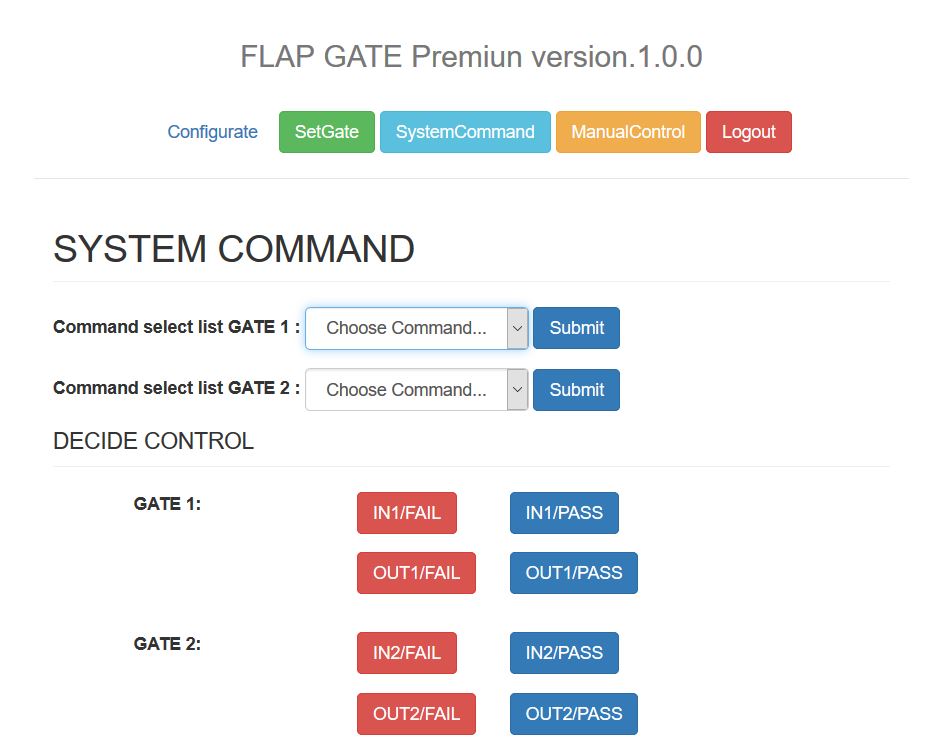 FLAP GATE Premiun version.1.0.0
Configurate SetGate SystemCommand ManualControl Logout
SYSTEM COMMAND
Command select list GATE 1 : Choose Command... Submit
Command select list GATE 2 : Choose Command... Submit
DECIDE CONTROL
GATE 1: IN1/FAIL IN1/PASS
OUT1/FAIL OUT1/PASS
GATE 2: IN2/FAIL IN2/PASS
OUT2/FAIL OUT2/PASS